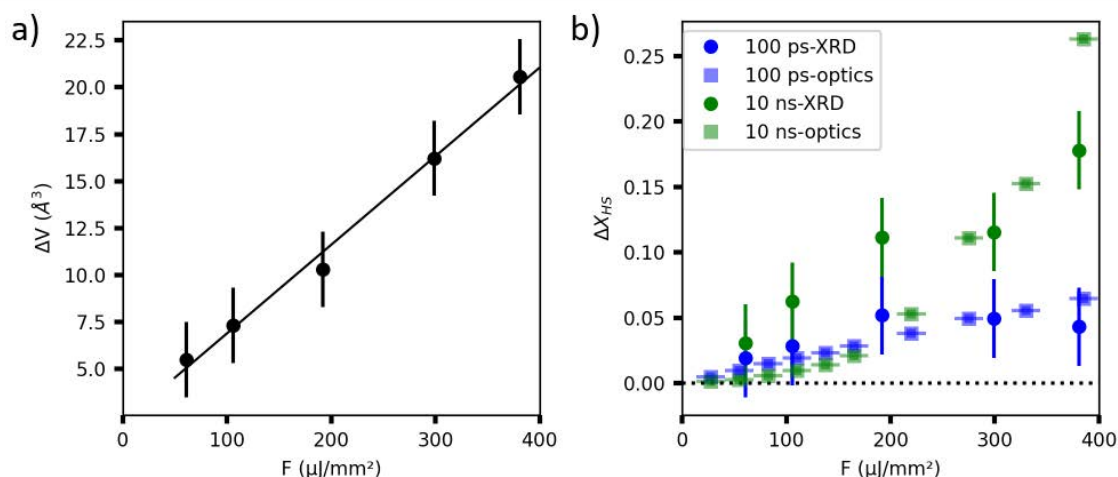 a)
22.5
20.0
17.5
15.0
12.5
10.0
7.5
5.0
ΔV (Å³)
0
100
200
300
400
F (μJ/mm²)
b)
0.25
0.20
0.15
0.10
0.05
0.00
ΔX_HS
100 ps-XRD
100 ps-optics
10 ns-XRD
10 ns-optics
0
100
200
300
400
F (μJ/mm²)